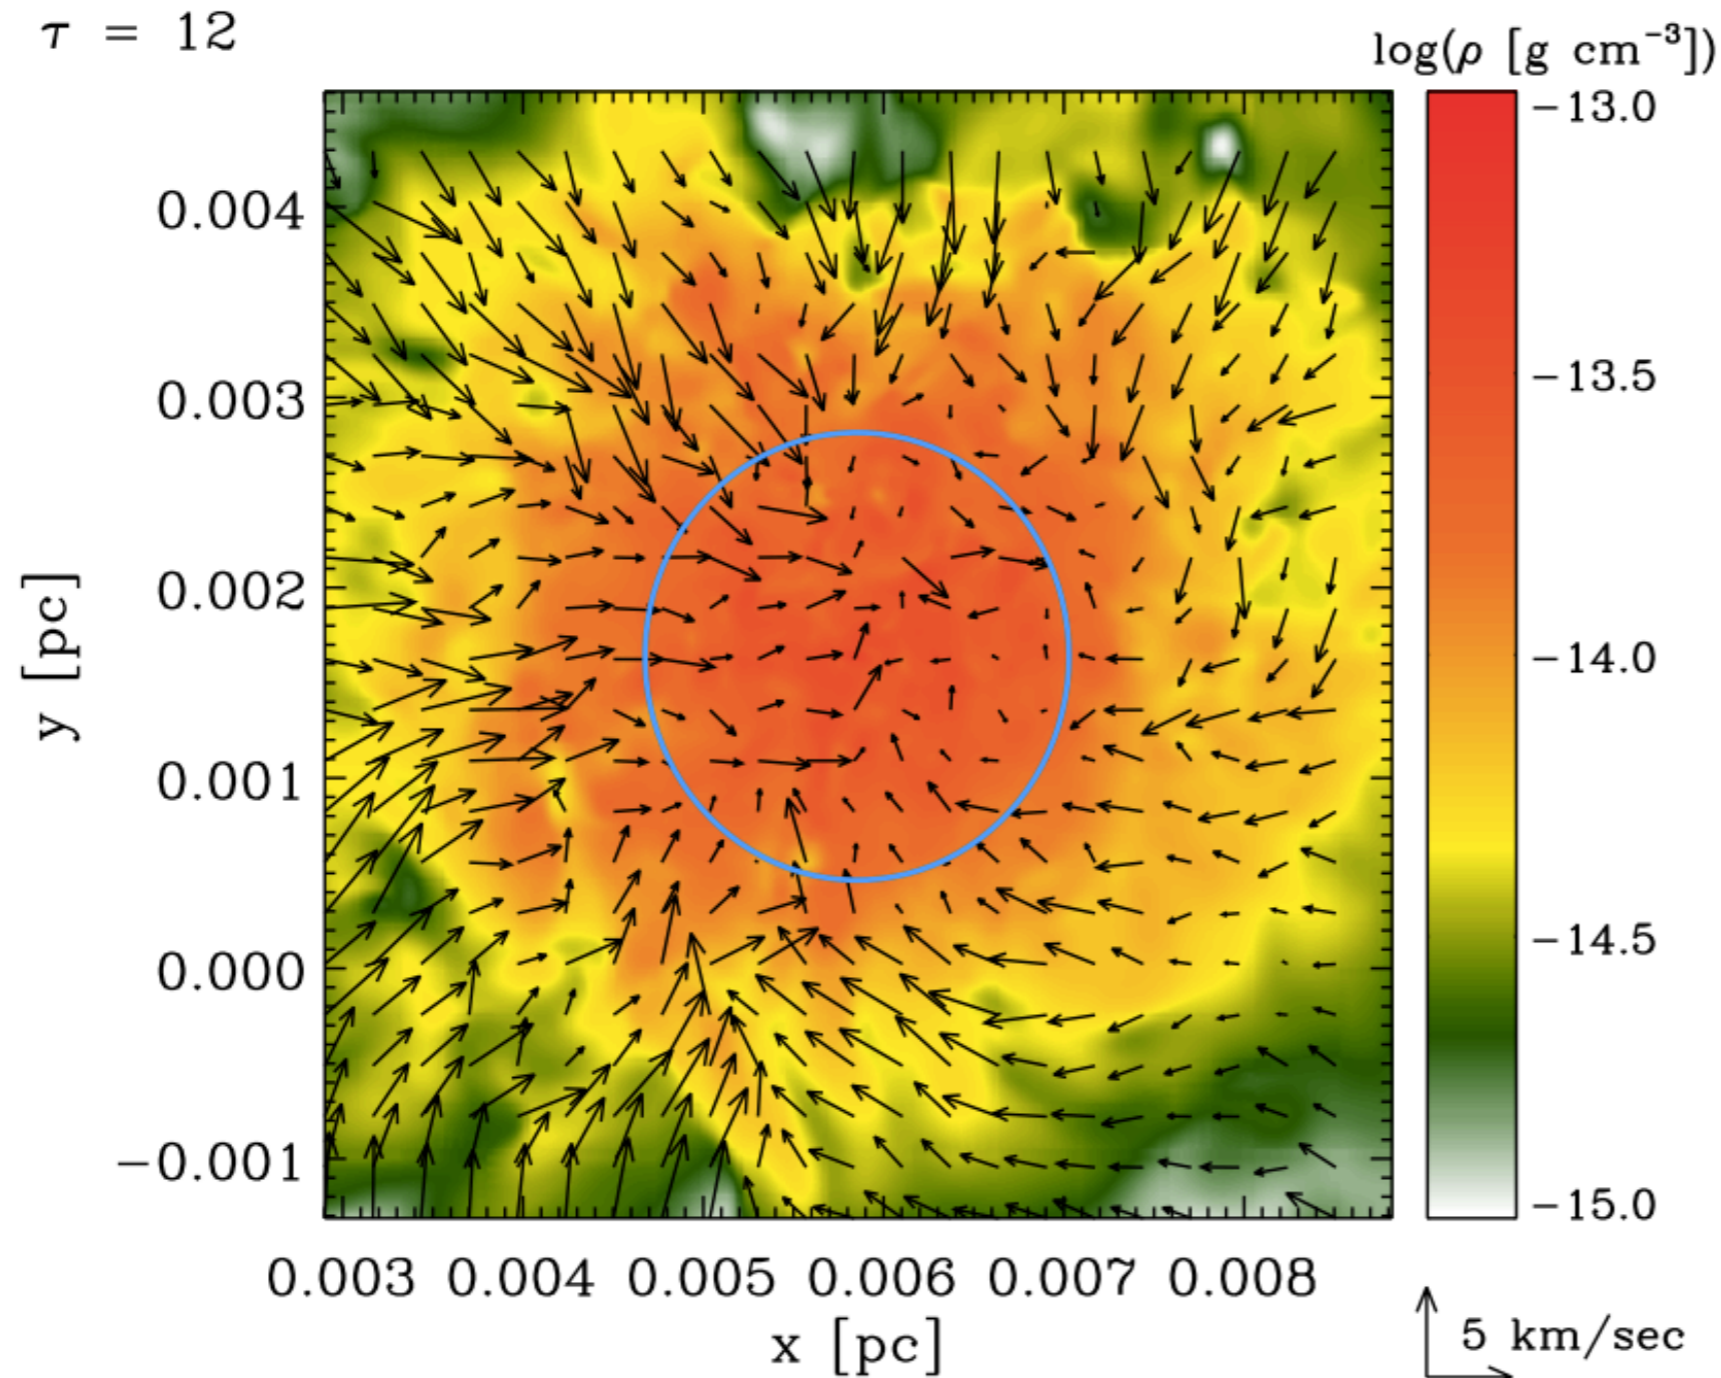 τ = 12
log(ρ [g cm⁻³])
−13.0
−13.5
−14.0
−14.5
−15.0
0.004
0.003
0.002
0.001
0.000
−0.001
y [pc]
0.003 0.004 0.005 0.006 0.007 0.008
x [pc]
5 km/sec